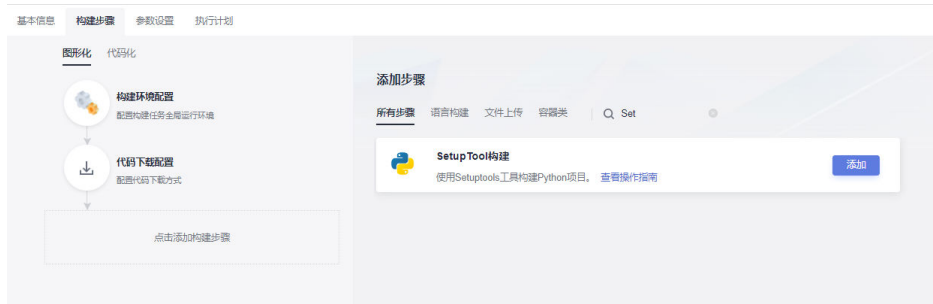 基本信息 构建步骤 参数设置 执行计划
图形化 代码化
构建环境配置
配置构建任务全局运行环境
代码下载配置
配置代码下载方式
点击添加构建步骤
添加步骤
所有步骤 语言构建 文件上传 容器类 Set
SetupTool构建
使用Setuptools工具构建Python项目。 查看操作指南
添加